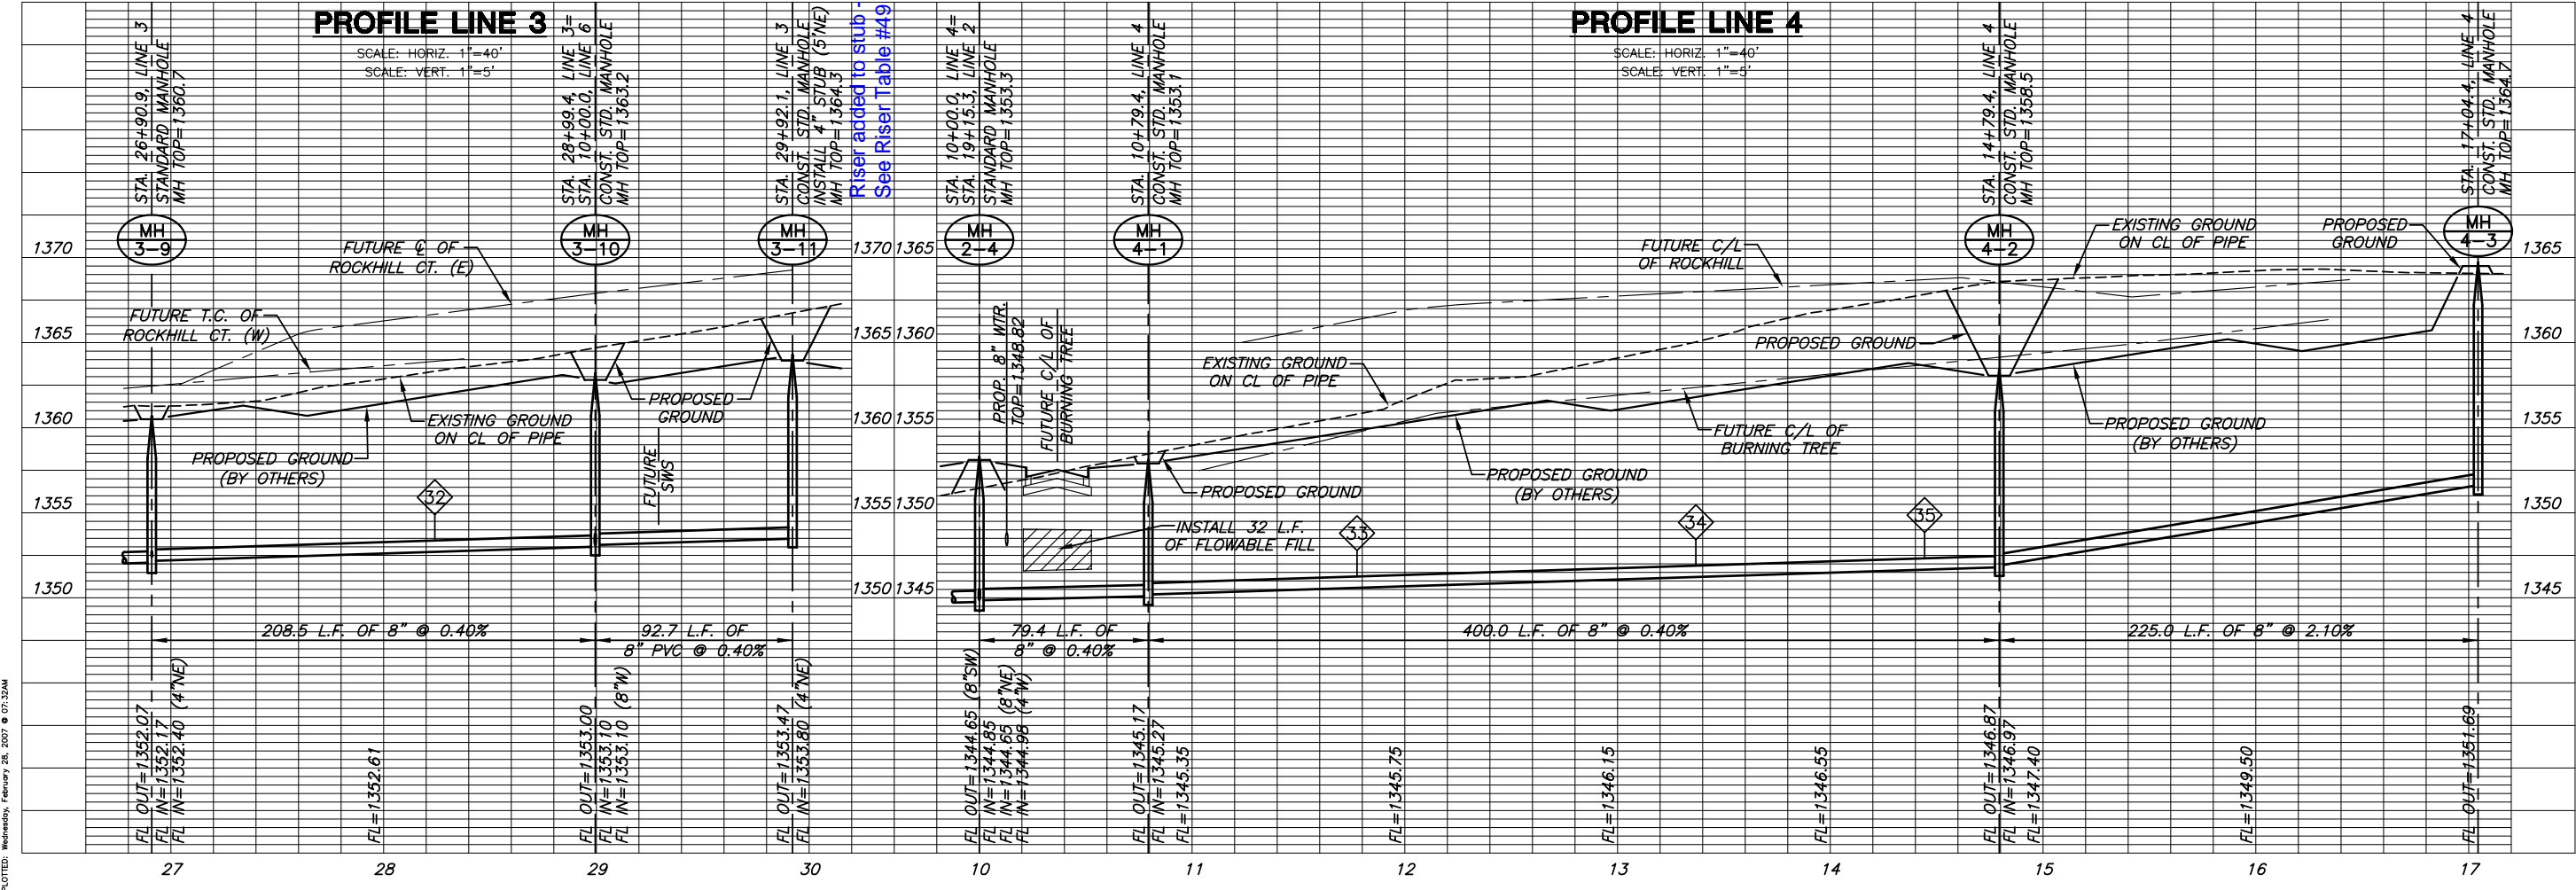 PROFILE LINE 3
SCALE: HORIZ. 1"=40'
SCALE: VERT. 1"=5'
STA. 26+90.9, LINE 3
STANDARD MANHOLE
MH TOP=1360.7
STA. 28+99.4, LINE 3=
STA. 10+00.0, LINE 6
CONST. STD. MANHOLE
MH TOP=1363.2
STA. 29+92.1, LINE 3
CONST. STD. MANHOLE
INSTALL 4" STUB (5'NE)
MH TOP=1364.3
Riser added to stub -
See Riser Table #49
MH
3-9
MH
3-10
MH
3-11
1370
1365
1360
1355
1350
1370
1365
1360
1355
1350
FUTURE ℄ OF
ROCKHILL CT. (E)
FUTURE T.C. OF
ROCKHILL CT. (W)
EXISTING GROUND
ON CL OF PIPE
PROPOSED
GROUND
PROPOSED GROUND
(BY OTHERS)
FUTURE
SWS
32
208.5 L.F. OF 8" @ 0.40%
92.7 L.F. OF
8" PVC @ 0.40%
FL OUT=1352.07
FL IN=1352.17
FL IN=1352.40 (4"NE)
FL=1352.61
FL OUT=1353.00
FL IN=1353.10
FL IN=1353.10 (8"W)
FL OUT=1353.47
FL IN=1353.80 (4"NE)
27
28
29
30
PROFILE LINE 4
SCALE: HORIZ. 1"=40'
SCALE: VERT. 1"=5'
STA. 10+00.0, LINE 4=
STA. 19+15.3, LINE 2
STANDARD MANHOLE
MH TOP=1353.3
STA. 10+79.4, LINE 4
CONST. STD. MANHOLE
MH TOP=1353.1
STA. 14+79.4, LINE 4
CONST. STD. MANHOLE
MH TOP=1358.5
STA. 17+04.4, LINE 4
CONST. STD. MANHOLE
MH TOP=1364.7
MH
2-4
MH
4-1
MH
4-2
MH
4-3
1365
1360
1355
1350
1345
1365
1360
1355
1350
1345
PROP. 8" WTR.
TOP=1348.82
FUTURE C/L OF
BURNING TREE
FUTURE C/L
OF ROCKHILL
EXISTING GROUND
ON CL OF PIPE
PROPOSED
GROUND
PROPOSED GROUND
EXISTING GROUND
ON CL OF PIPE
FUTURE C/L OF
BURNING TREE
PROPOSED GROUND
(BY OTHERS)
PROPOSED GROUND
(BY OTHERS)
PROPOSED GROUND
INSTALL 32 L.F.
OF FLOWABLE FILL
33
34
35
79.4 L.F. OF
8" @ 0.40%
400.0 L.F. OF 8" @ 0.40%
225.0 L.F. OF 8" @ 2.10%
FL OUT=1344.65 (8"SW)
FL IN=1344.85
FL IN=1344.65 (8"NE)
FL IN=1344.98 (4"W)
FL OUT=1345.17
FL IN=1345.27
FL=1345.35
FL=1345.75
FL=1346.15
FL=1346.55
FL OUT=1346.87
FL IN=1346.97
FL=1347.40
FL=1349.50
FL OUT=1351.69
10
11
12
13
14
15
16
17
PLOTTED: Wednesday, February 28, 2007 @ 07:32AM